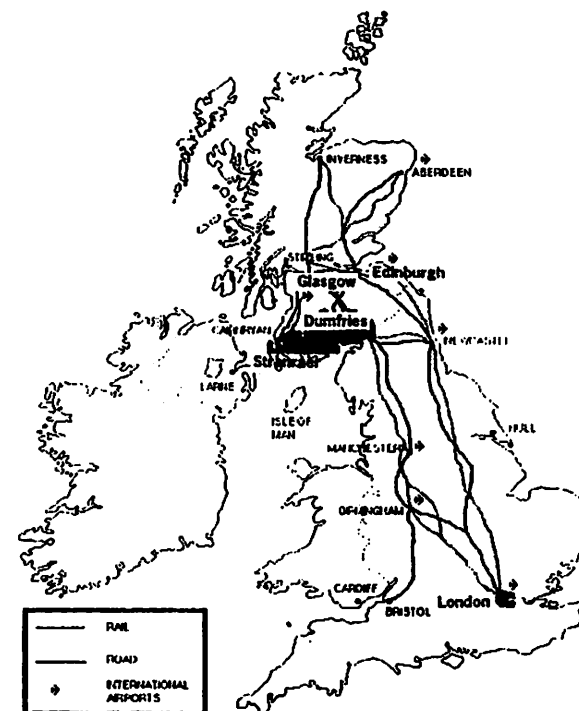 INVERNESS
ABERDEEN
STIRLING
Edinburgh
Glasgow
Dumfries
CAIRNRYAN
NEWCASTLE
Stranraer
LARNE
ISLE OF
MAN
HULL
MANCHESTER
BIRMINGHAM
CARDIFF
London
BRISTOL
RAIL
ROAD
INTERNATIONAL
AIRPORTS